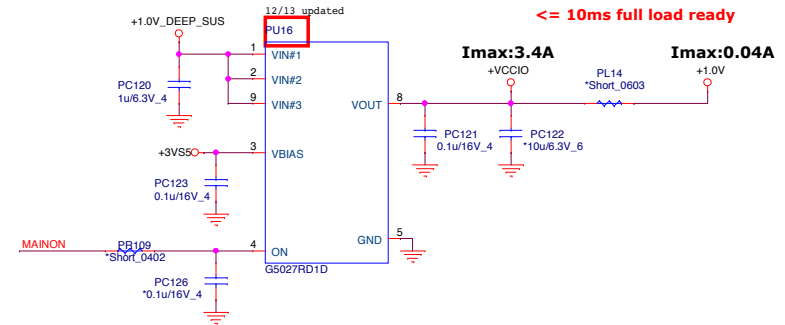 12/13 updated
<= 10ms full load ready
+1.0V_DEEP_SUS
PU16
Imax:3.4A
Imax:0.04A
+VCCIO
+1.0V
1
VIN#1
PL14
*Short_0603
2
VIN#2
PC120
1u/6.3V_4
9
VIN#3
VOUT
8
PC121
0.1u/16V_4
PC122
*10u/6.3V_6
+3VS5
3
VBIAS
PC123
0.1u/16V_4
MAINON
PR109
*Short_0402
4
ON
GND
5
G5027RD1D
PC126
*0.1u/16V_4